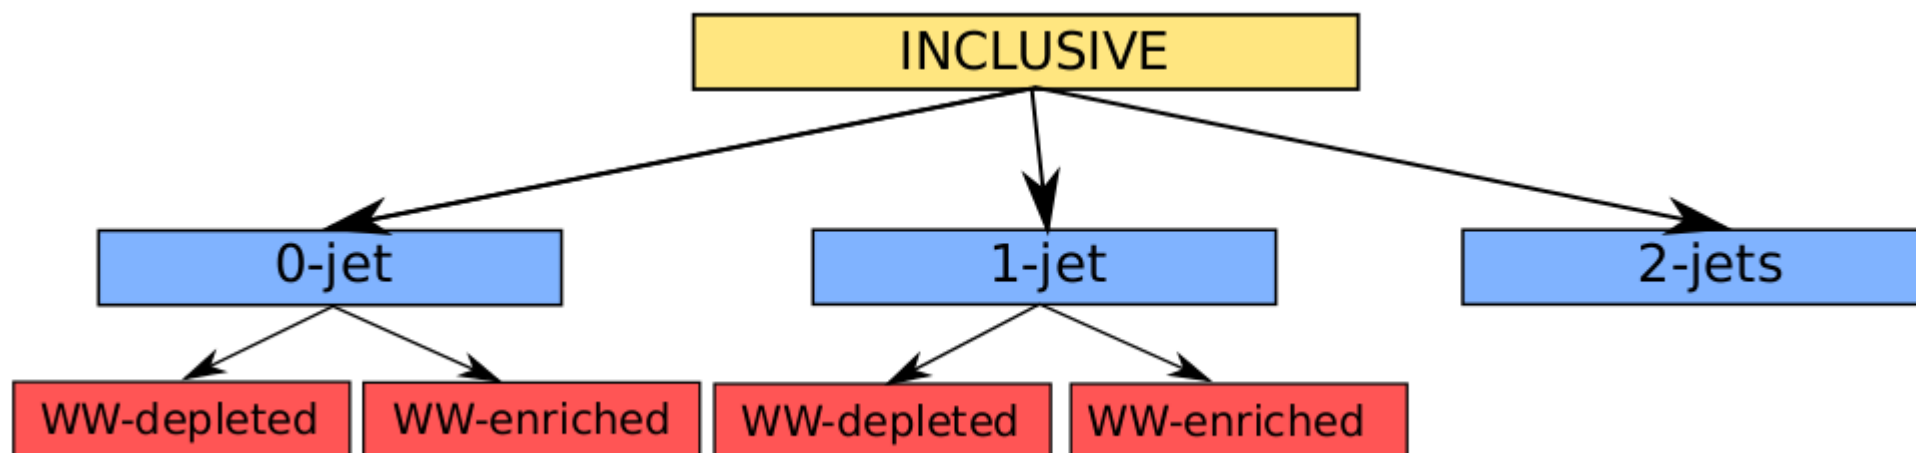 INCLUSIVE
0-jet
1-jet
2-jets
WW-depleted
WW-enriched
WW-depleted
WW-enriched